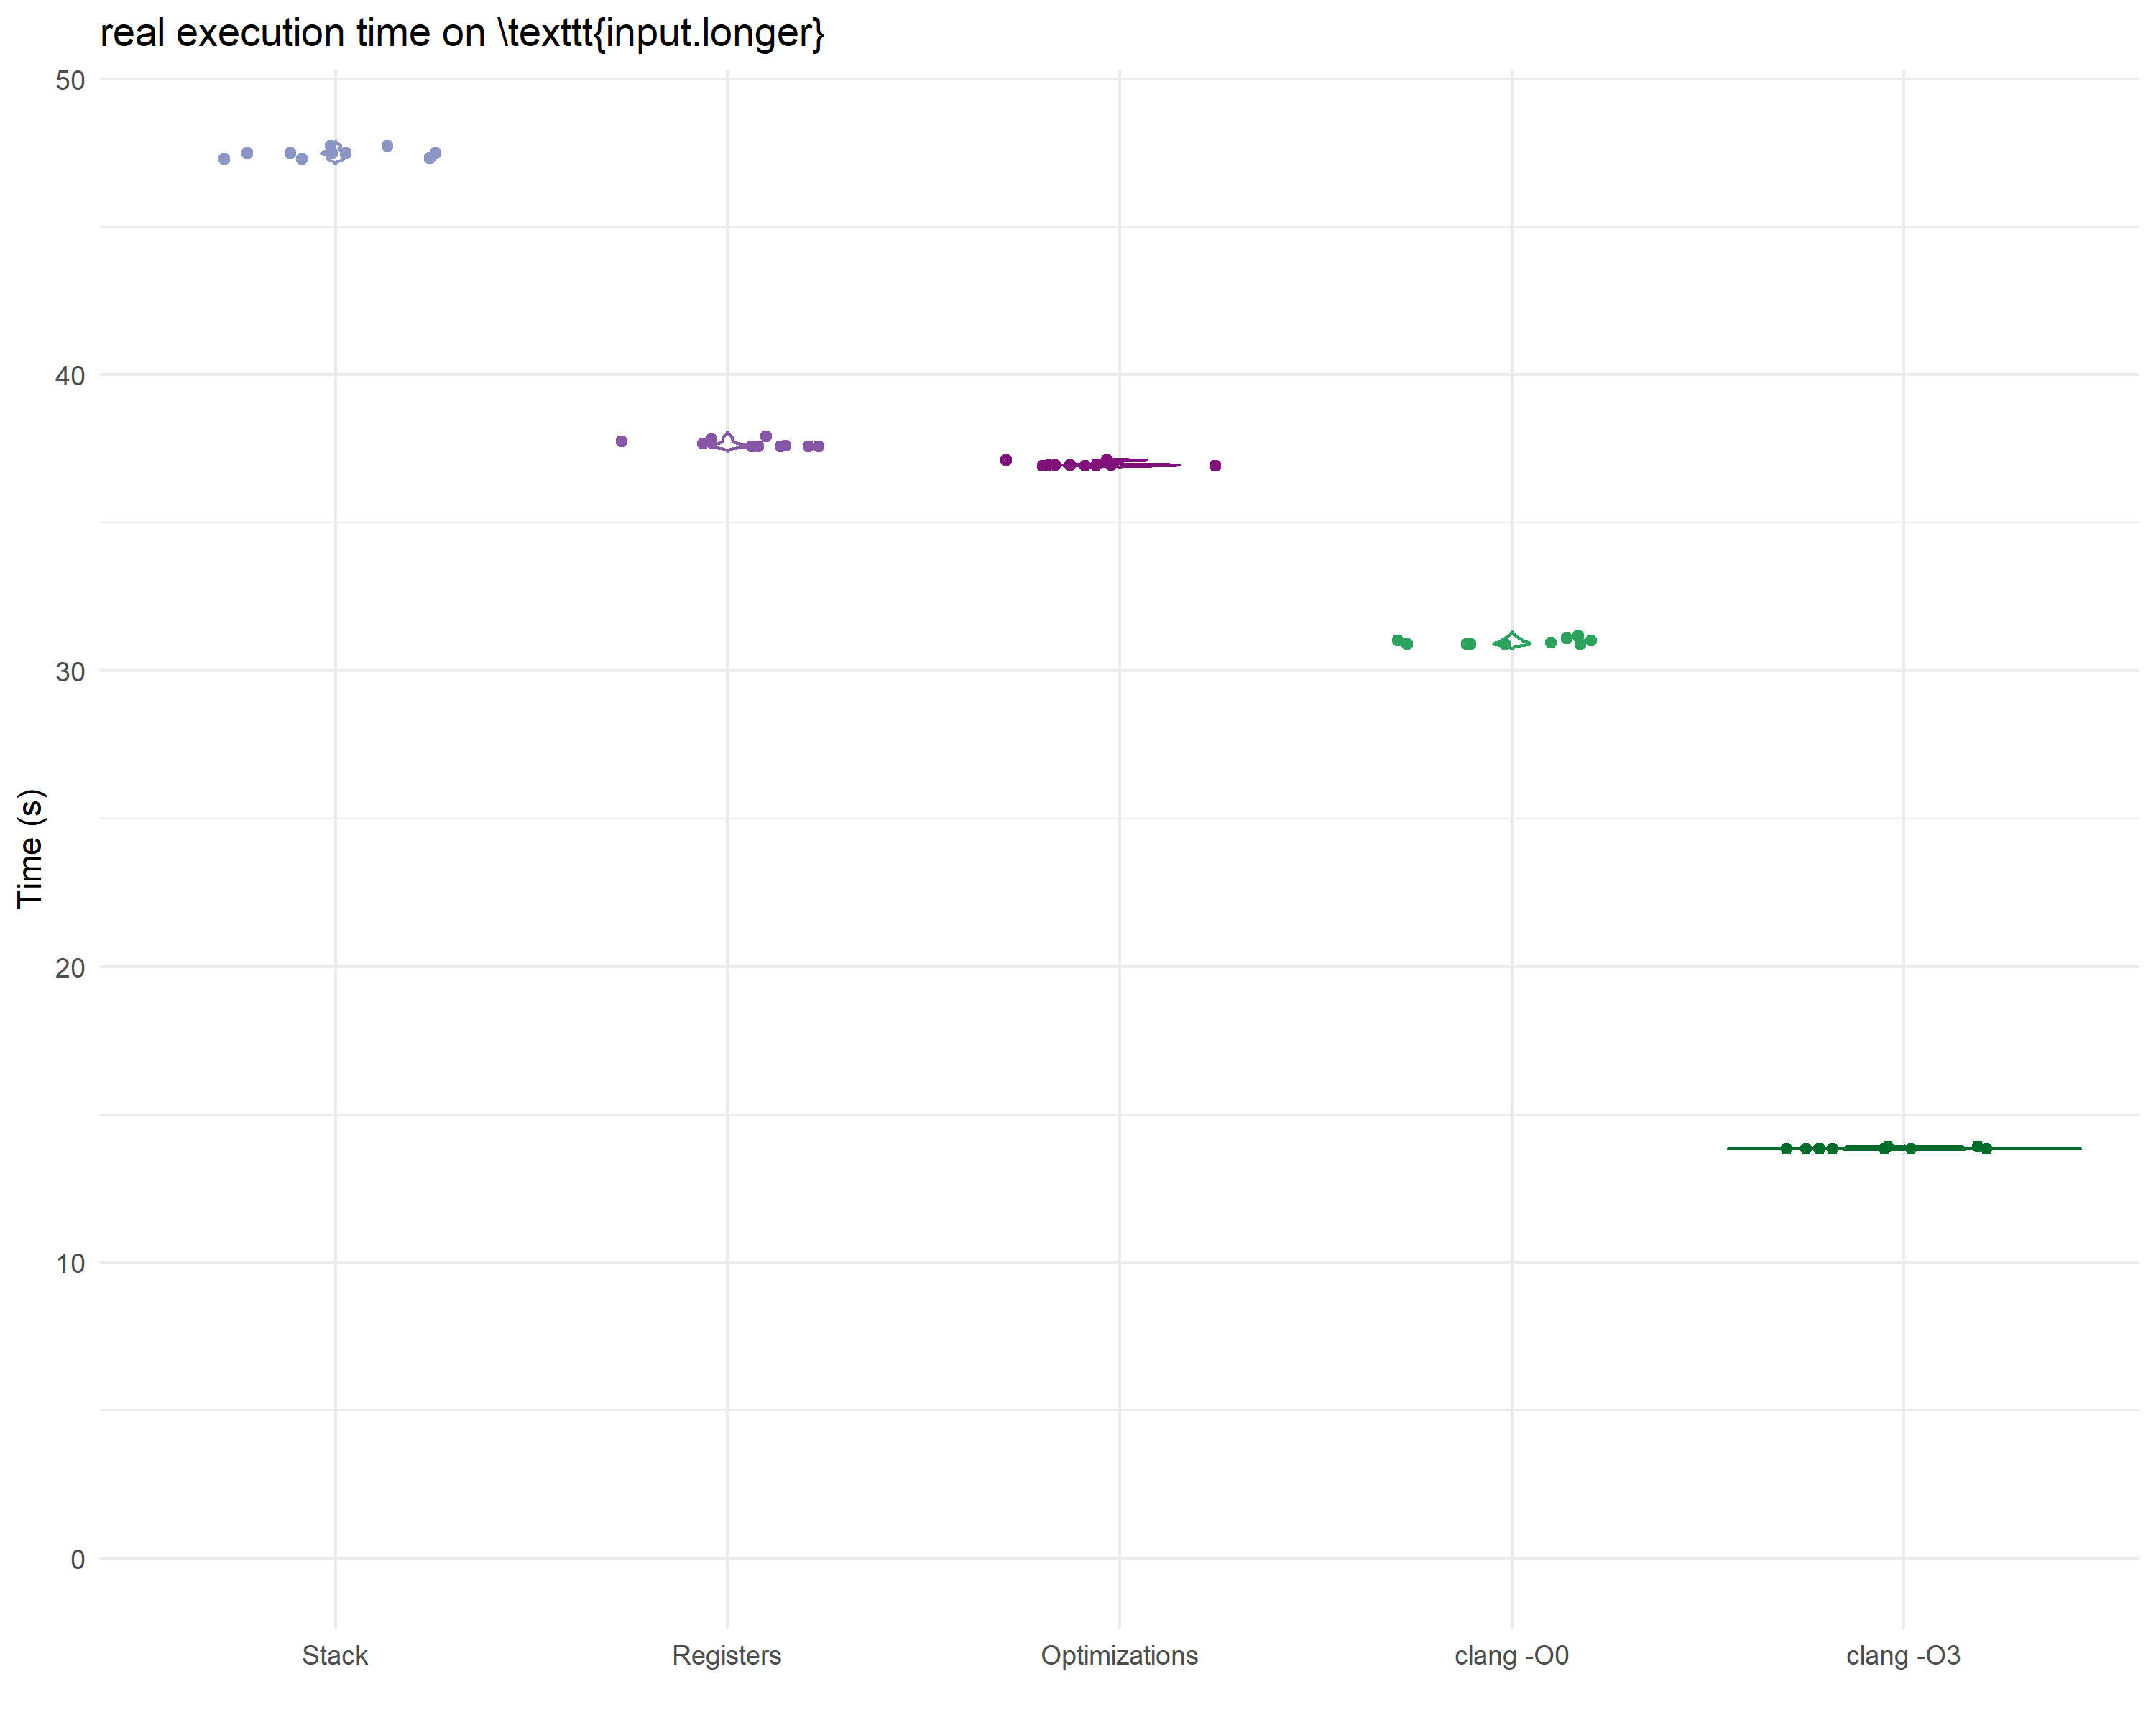 real execution time on \texttt{input.longer}
50
40
30
20
10
0
Time (s)
Stack Registers Optimizations clang -O0 clang -O3